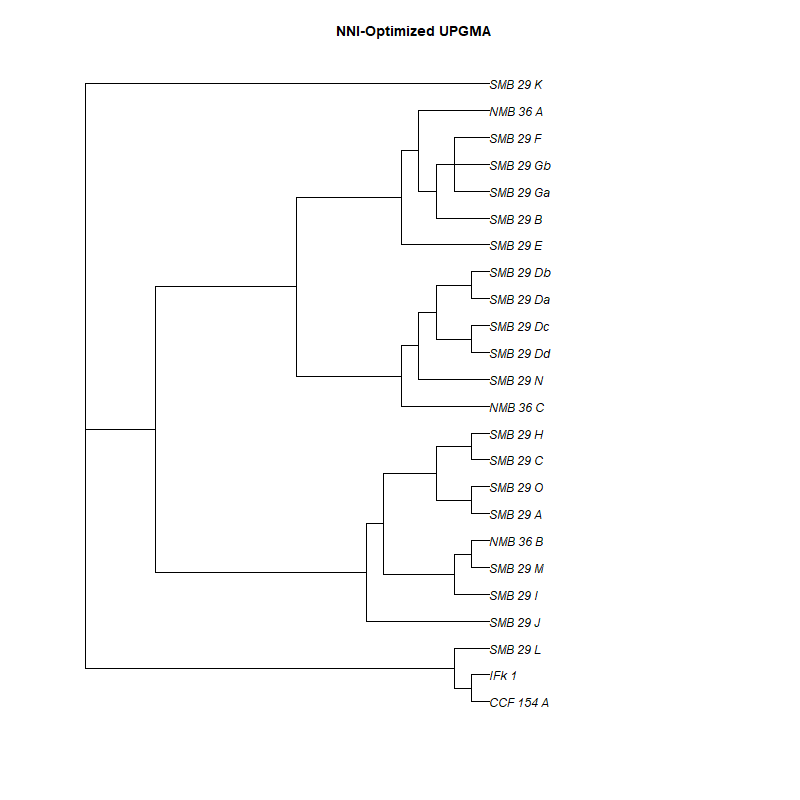 NNI-Optimized UPGMA
SMB 29 K
NMB 36 A
SMB 29 F
SMB 29 Gb
SMB 29 Ga
SMB 29 B
SMB 29 E
SMB 29 Db
SMB 29 Da
SMB 29 Dc
SMB 29 Dd
SMB 29 N
NMB 36 C
SMB 29 H
SMB 29 C
SMB 29 O
SMB 29 A
NMB 36 B
SMB 29 M
SMB 29 I
SMB 29 J
SMB 29 L
IFk 1
CCF 154 A